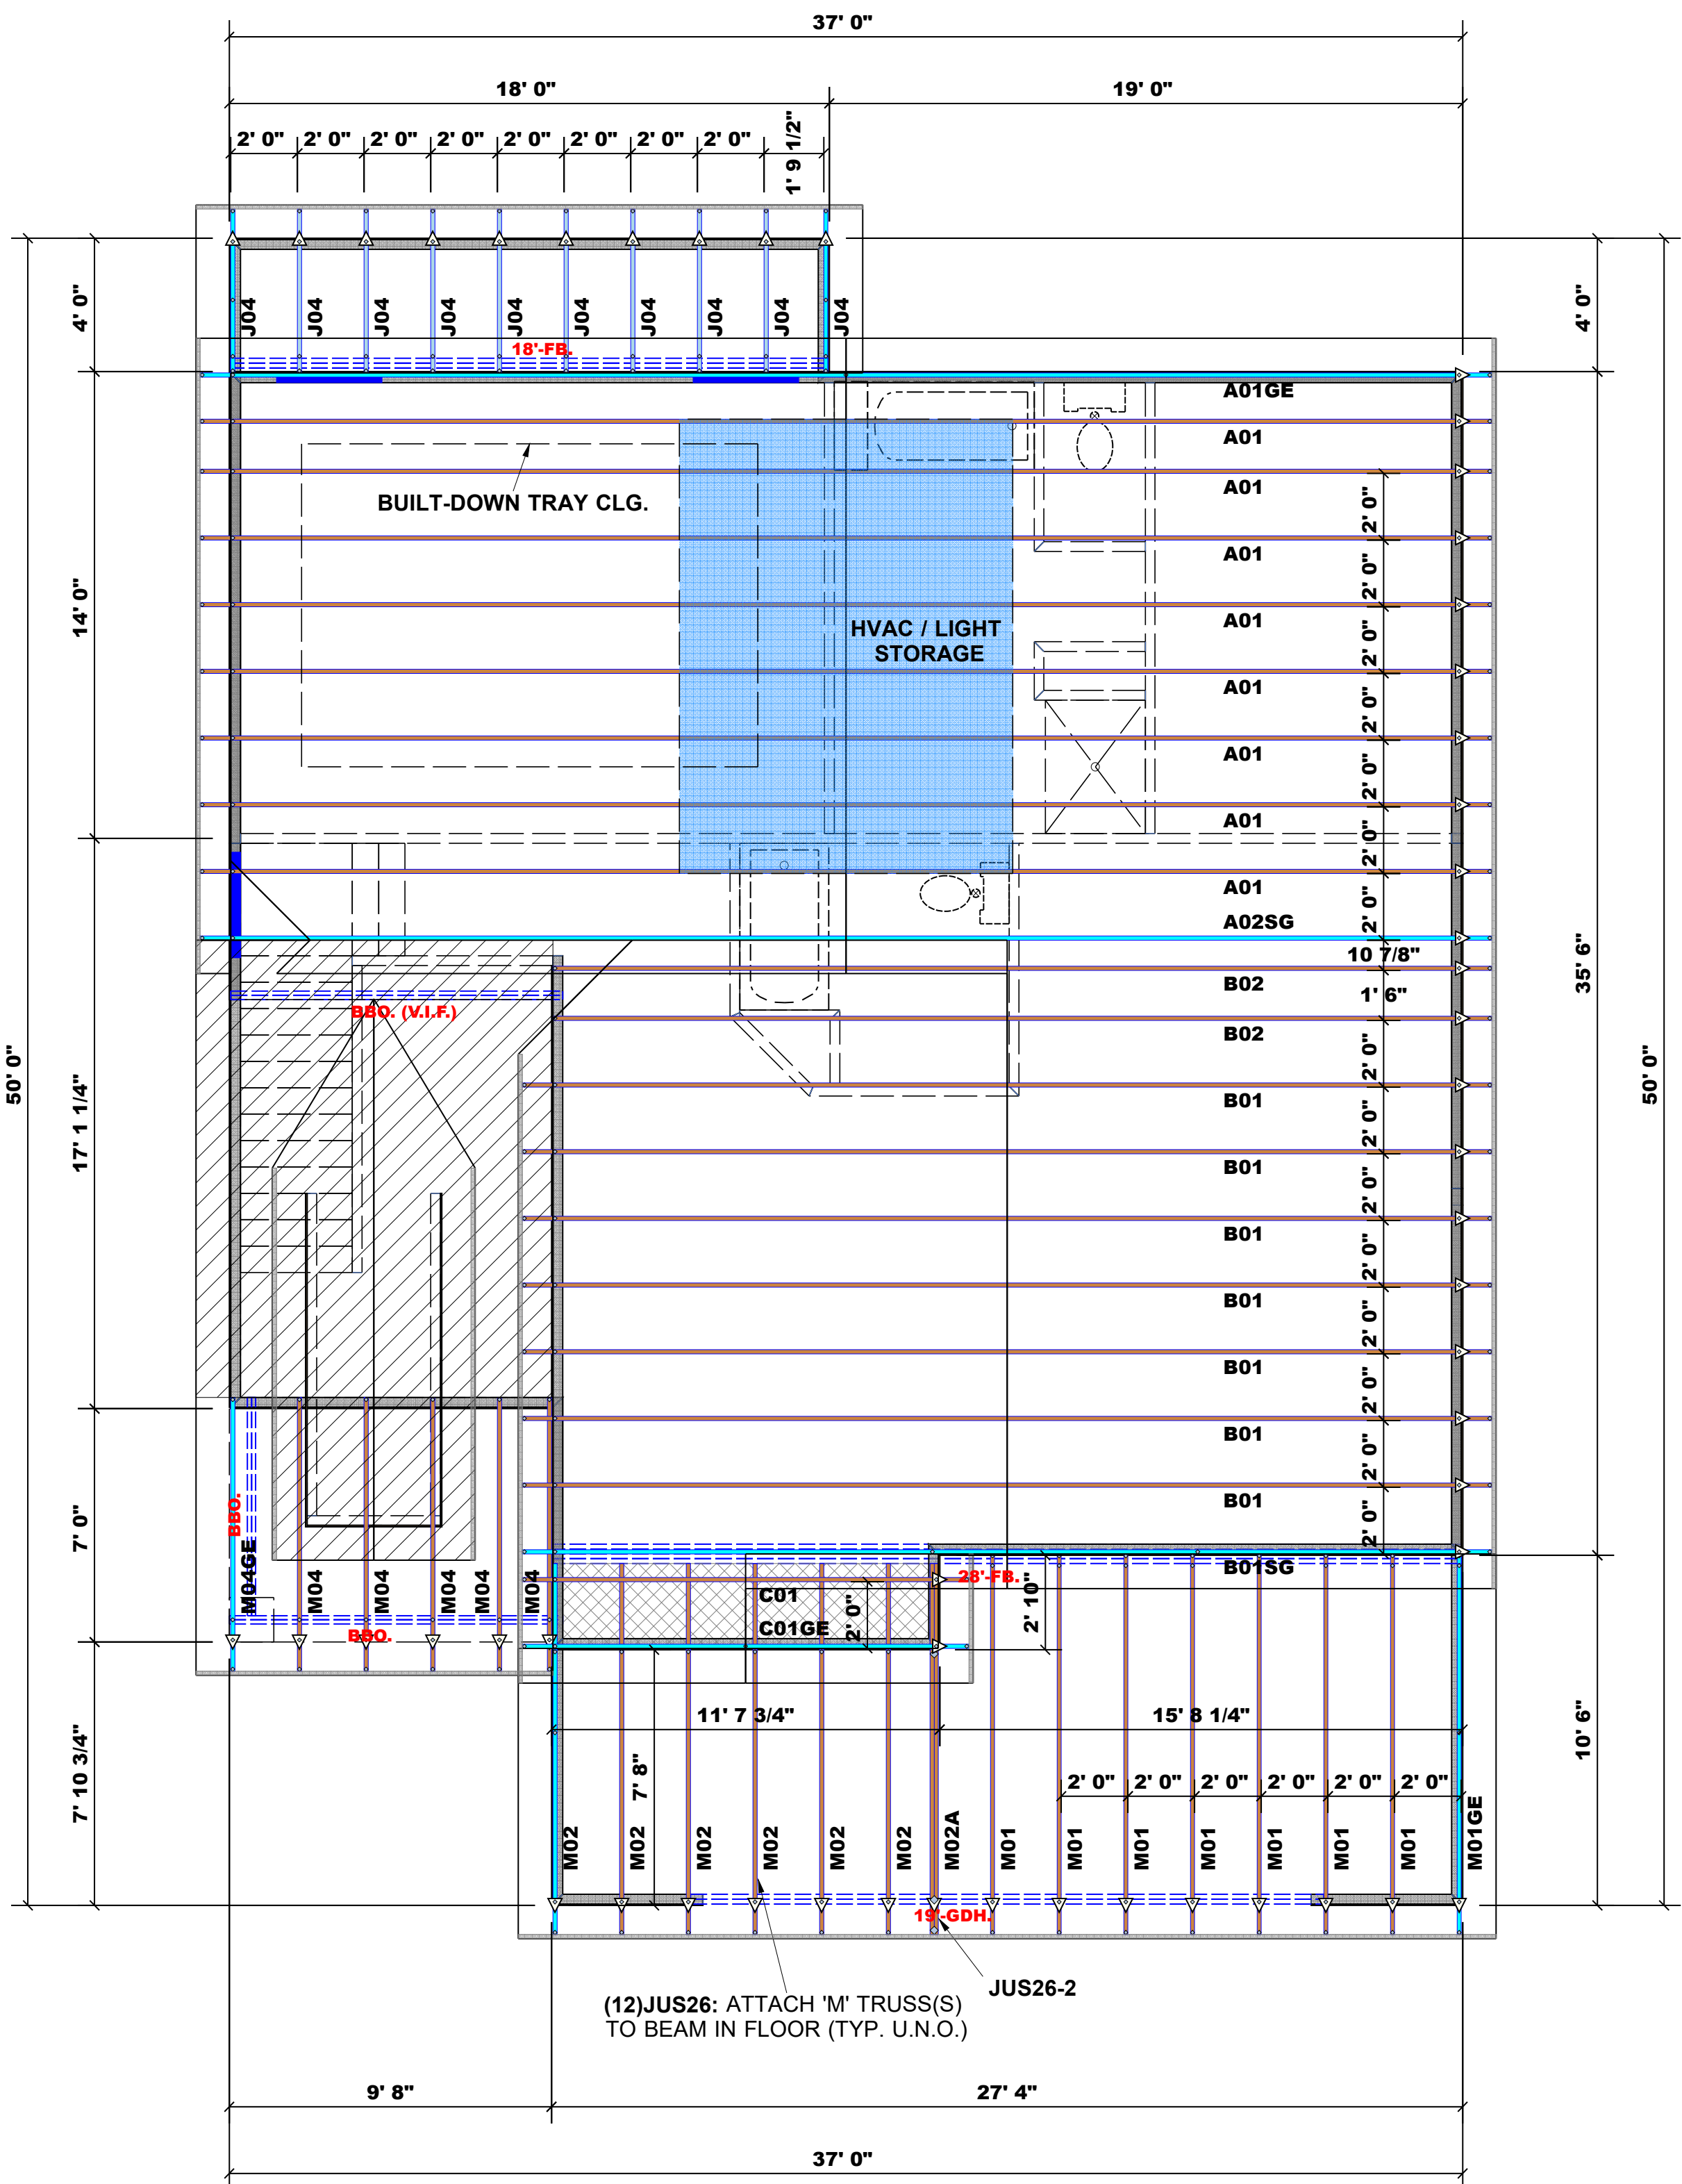 37' 0"
18' 0"
19' 0"
2' 0" 2' 0" 2' 0" 2' 0" 2' 0" 2' 0" 2' 0" 2' 0" 1' 9 1/2"
4' 0"
J04 J04 J04 J04 J04 J04 J04 J04 J04 J04
4' 0"
18'-FB.
A01GE
A01
BUILT-DOWN TRAY CLG.
A01
2' 0"
A01
2' 0"
14' 0"
HVAC / LIGHT
STORAGE
A01
2' 0"
A01
2' 0"
A01
2' 0"
A01
2' 0"
A01
2' 0"
A02SG
10 7/8"
B02
1' 6"
35' 6"
BBO. (V.I.F.)
B02
2' 0"
50' 0"
17' 1 1/4"
B01
50' 0"
2' 0"
B01
2' 0"
B01
2' 0"
B01
2' 0"
B01
2' 0"
B01
2' 0"
B01
2' 0"
B01SG
7' 0"
BBO.
M04GE M04 M04 M04 M04 M04
BBO.
28'-FB.
C01
C01GE
2' 0"
2' 10"
11' 7 3/4"
15' 8 1/4"
7' 10 3/4"
7' 8"
10' 6"
2' 0" 2' 0" 2' 0" 2' 0" 2' 0" 2' 0"
M02 M02 M02 M02 M02 M02 M02A M01 M01 M01 M01 M01 M01 M01 M01GE
19'-GDH.
JUS26-2
(12)JUS26: ATTACH 'M' TRUSS(S)
TO BEAM IN FLOOR (TYP. U.N.O.)
9' 8"
27' 4"
37' 0"